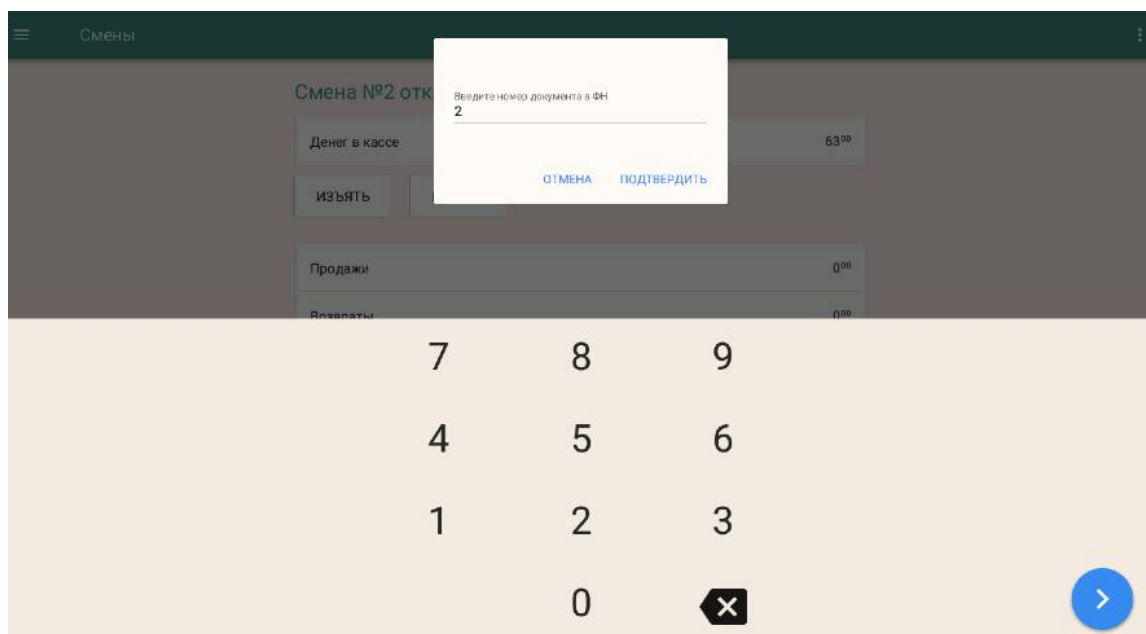 Смены
Введите номер документа в ФН
2
ОТМЕНА ПОДТВЕРДИТЬ
Смена №2 отк
Денег в кассе 63⁰⁰
ИЗЪЯТЬ
Продажи 0⁰⁰
Возвраты 0⁰⁰
7 8 9
4 5 6
1 2 3
0